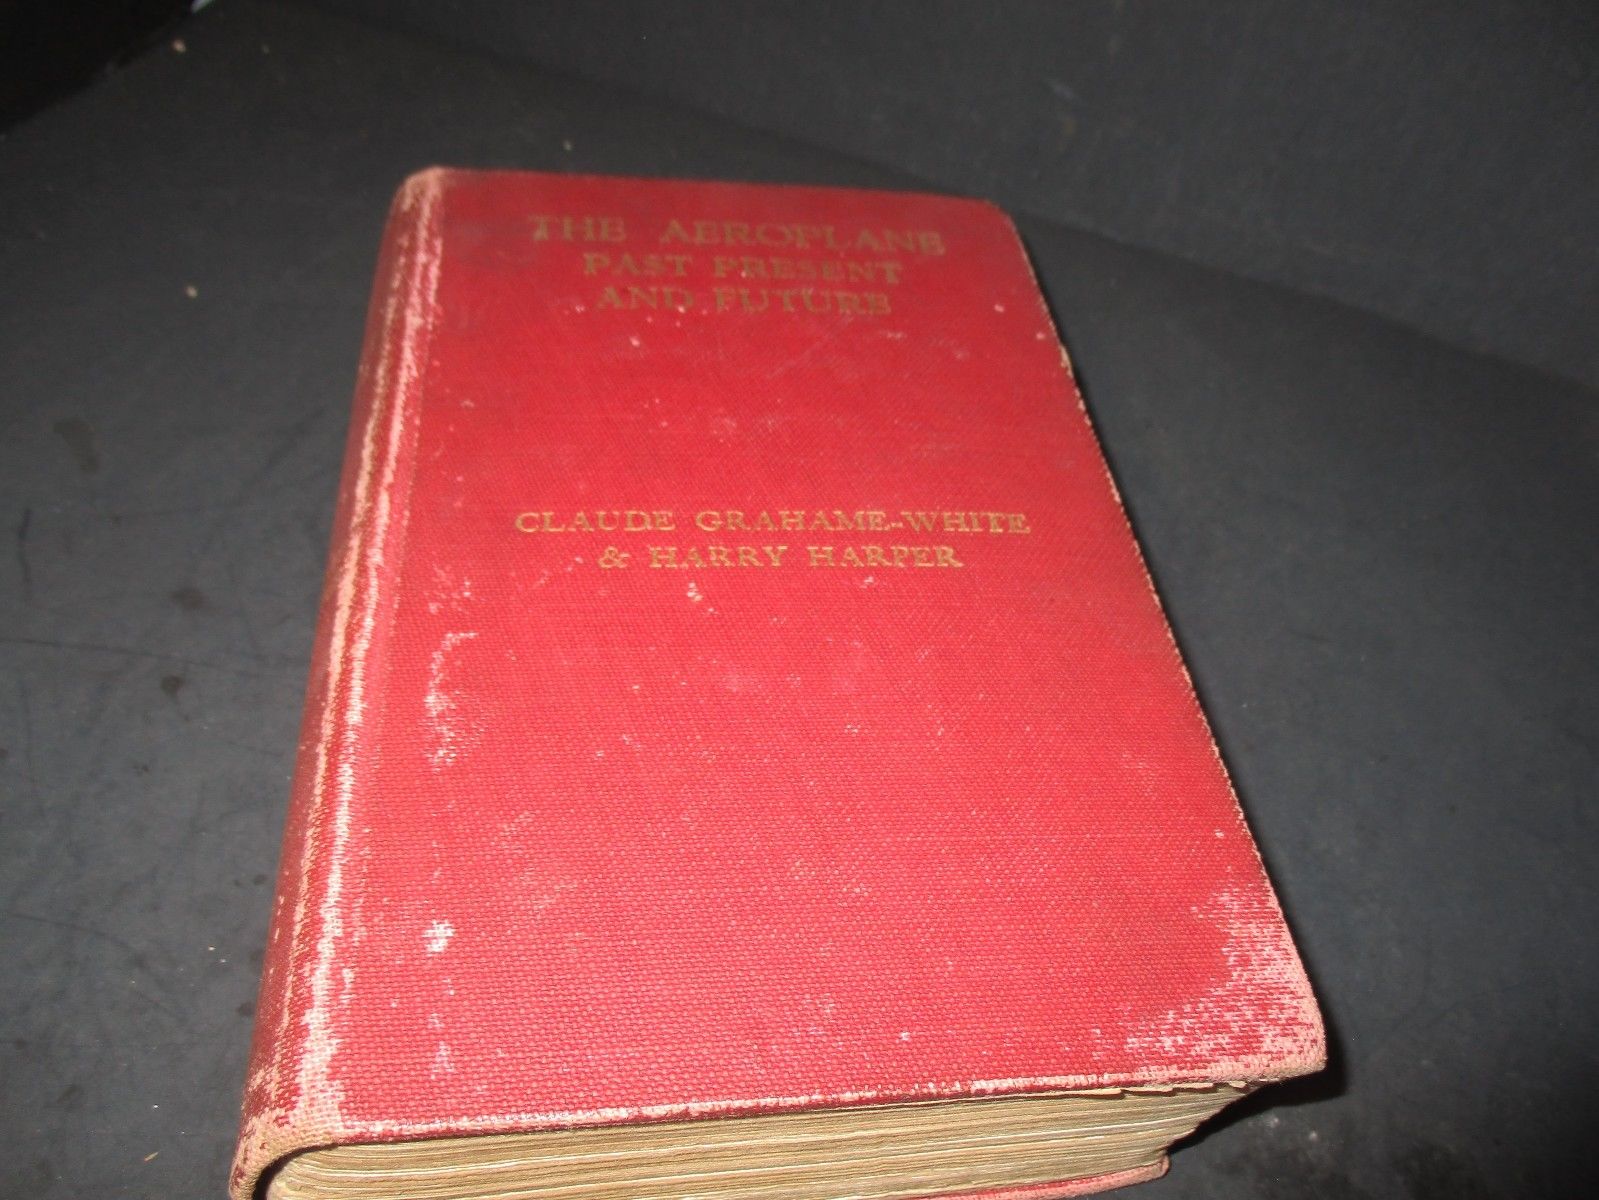 THE AEROPLANE
PAST PRESENT
AND FUTURE
CLAUDE GRAHAME-WHITE
& HARRY HARPER